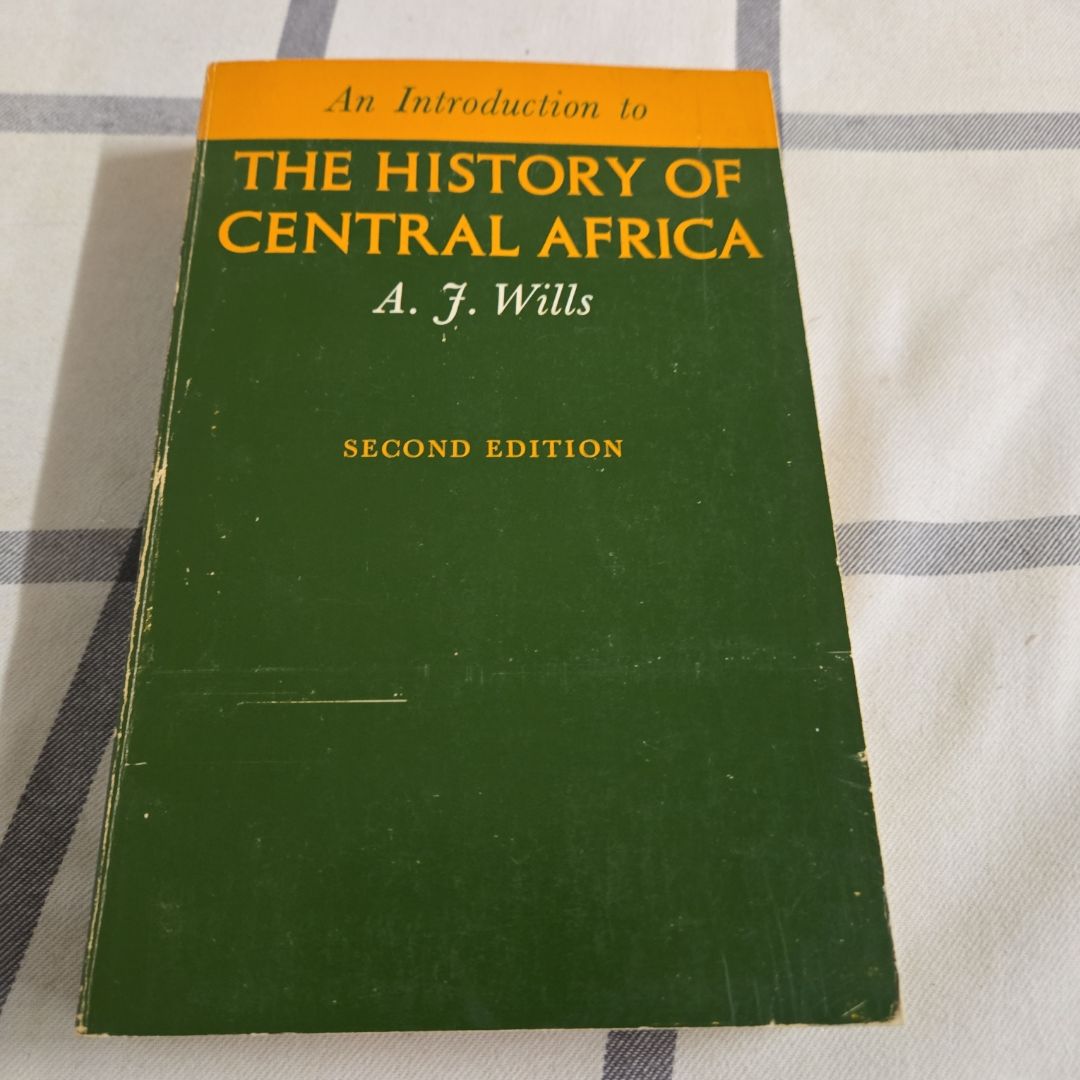 An Introduction to
THE HISTORY OF
CENTRAL AFRICA
A. J. Wills
SECOND EDITION